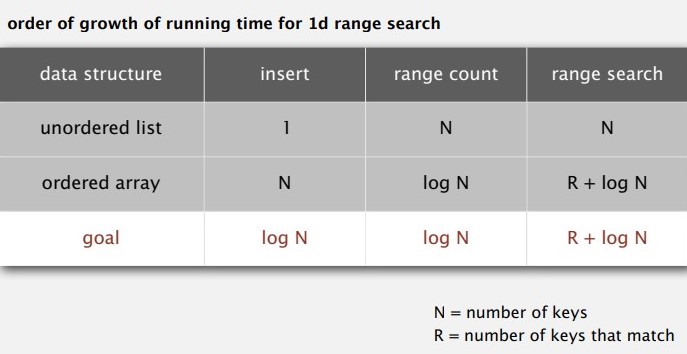 order of growth of running time for 1d range search
data structure insert range count range search
unordered list 1 N N
ordered array N log N R + log N
goal log N log N R + log N
N = number of keys
R = number of keys that match